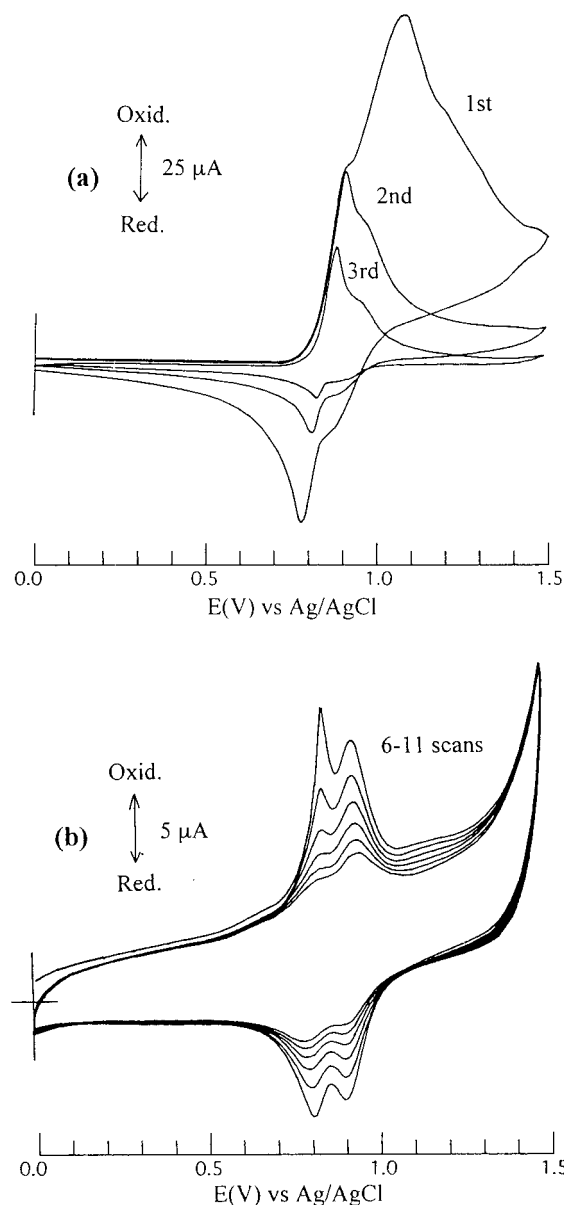 Oxid.
(a)
25 µA
Red.
1st
2nd
3rd
0.0 0.5 1.0 1.5
E(V) vs Ag/AgCl
Oxid.
(b)
5 µA
Red.
6-11 scans
0.0 0.5 1.0 1.5
E(V) vs Ag/AgCl